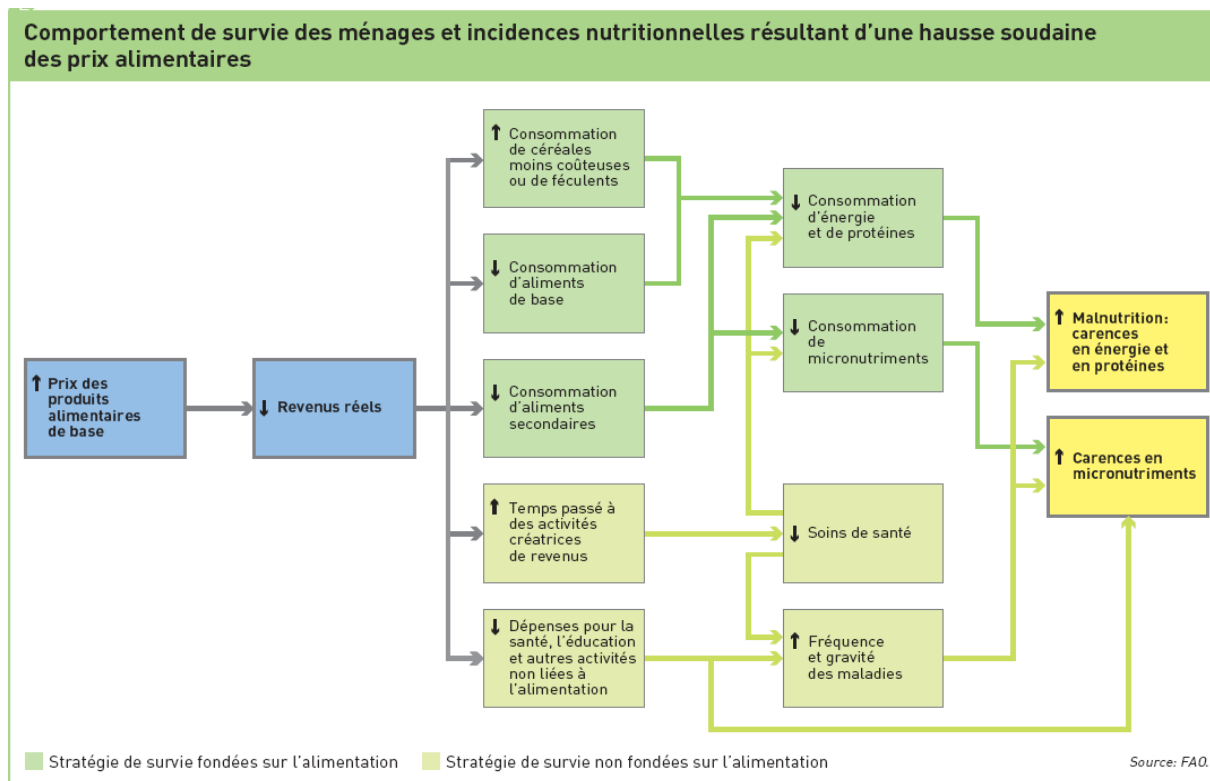 Comportement de survie des ménages et incidences nutritionnelles résultant d'une hausse soudaine
des prix alimentaires
↑ Prix des
produits
alimentaires
de base
↓ Revenus réels
↑ Consommation
de céréales
moins coûteuses
ou de féculents
↓ Consommation
d'aliments
de base
↓ Consommation
d'aliments
secondaires
↑ Temps passé à
des activités
créatrices
de revenus
↓ Dépenses pour la
santé, l'éducation
et autres activités
non liées à
l'alimentation
↓ Consommation
d'énergie
et de protéines
↓ Consommation
de
micronutriments
↓ Soins de santé
↑ Fréquence
et gravité
des maladies
↑ Malnutrition:
carences
en énergie et
en protéines
↑ Carences en
micronutriments
Stratégie de survie fondées sur l'alimentation
Stratégie de survie non fondées sur l'alimentation
Source: FAO.